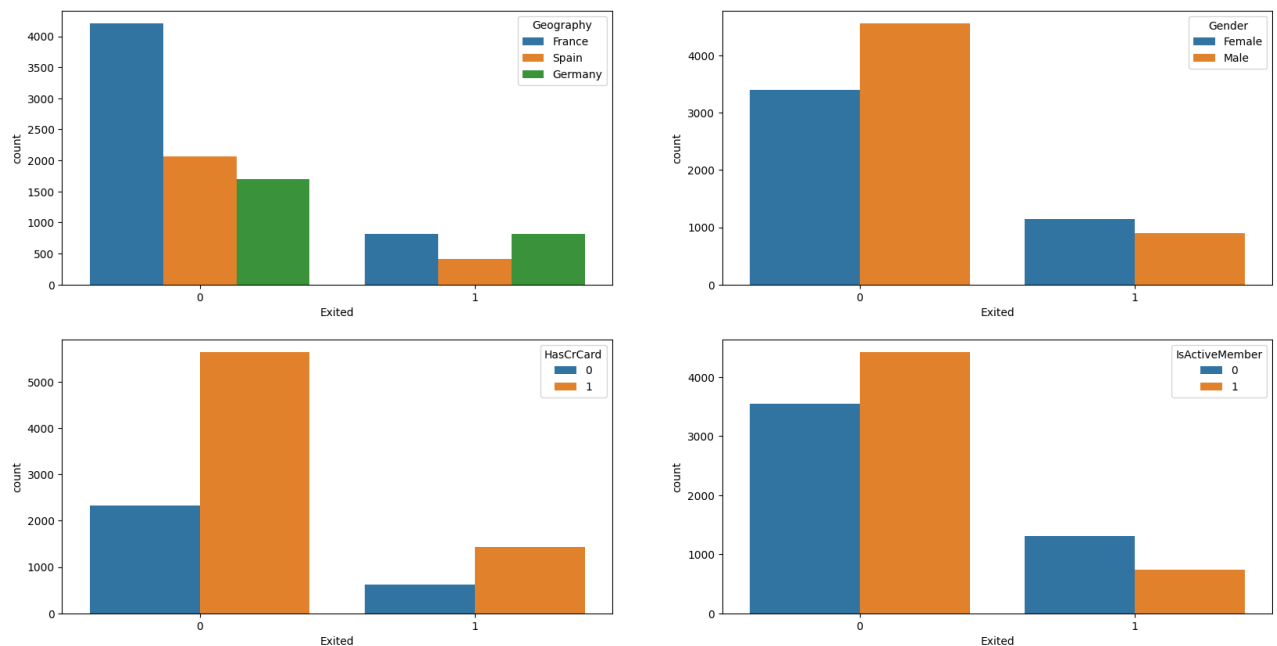 Geography
France
Spain
Germany
4000
3500
3000
2500
2000
1500
1000
500
0
count
0 1
Exited
Gender
Female
Male
4000
3000
2000
1000
0
count
0 1
Exited
HasCrCard
0
1
5000
4000
3000
2000
1000
0
count
0 1
Exited
IsActiveMember
0
1
4000
3000
2000
1000
0
count
0 1
Exited